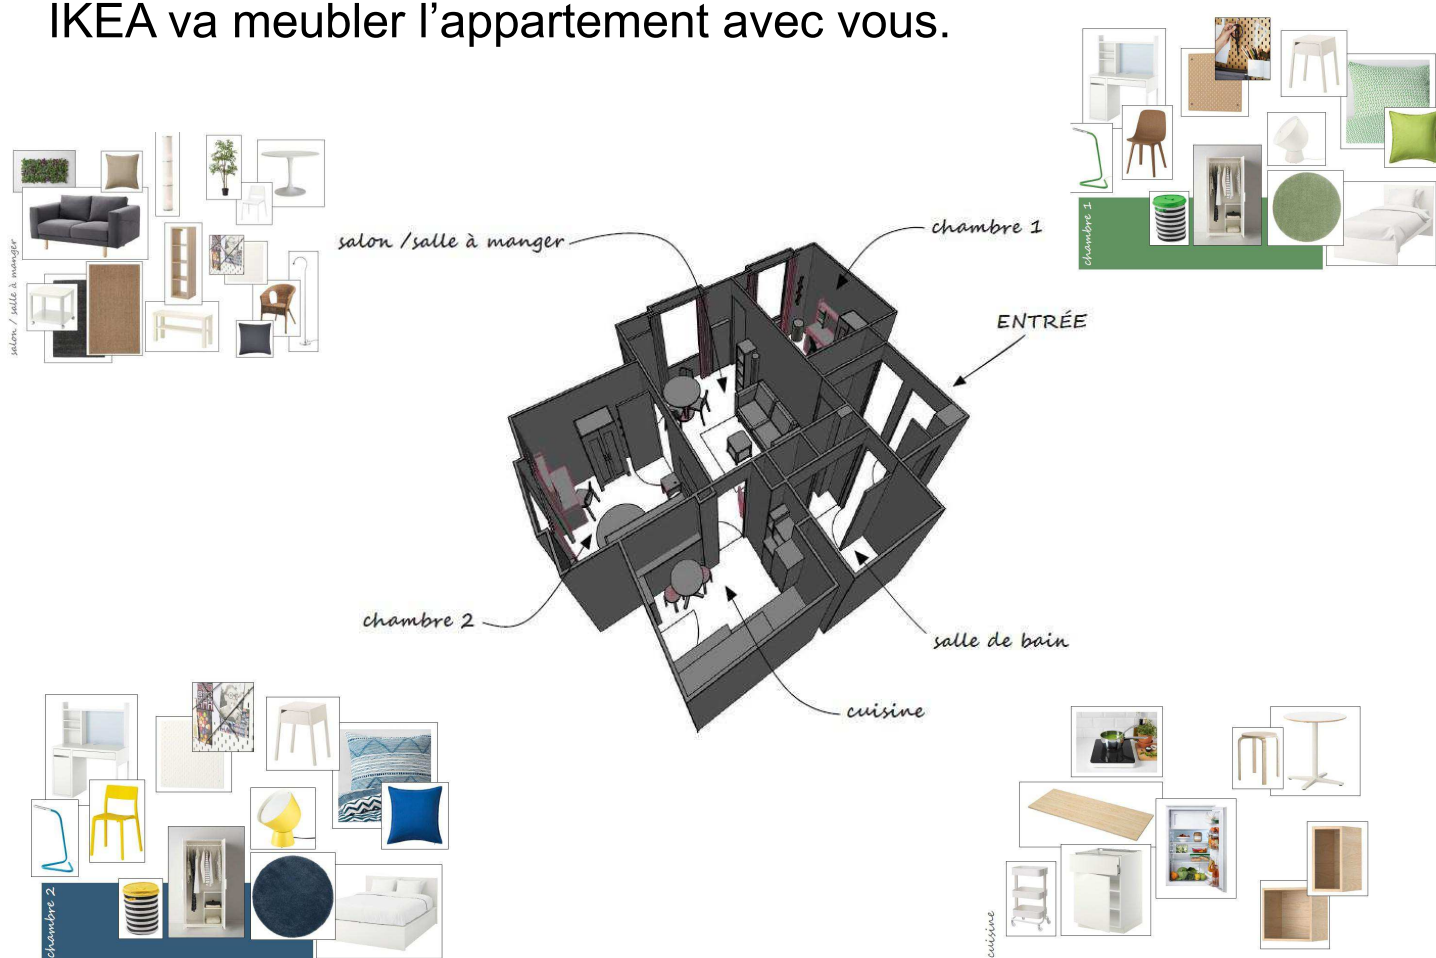 IKEA va meubler l’appartement avec vous.
salon / salle à manger
salon /salle à manger
chambre 1
chambre 1
ENTRÉE
chambre 2
salle de bain
cuisine
chambre 2
cuisine